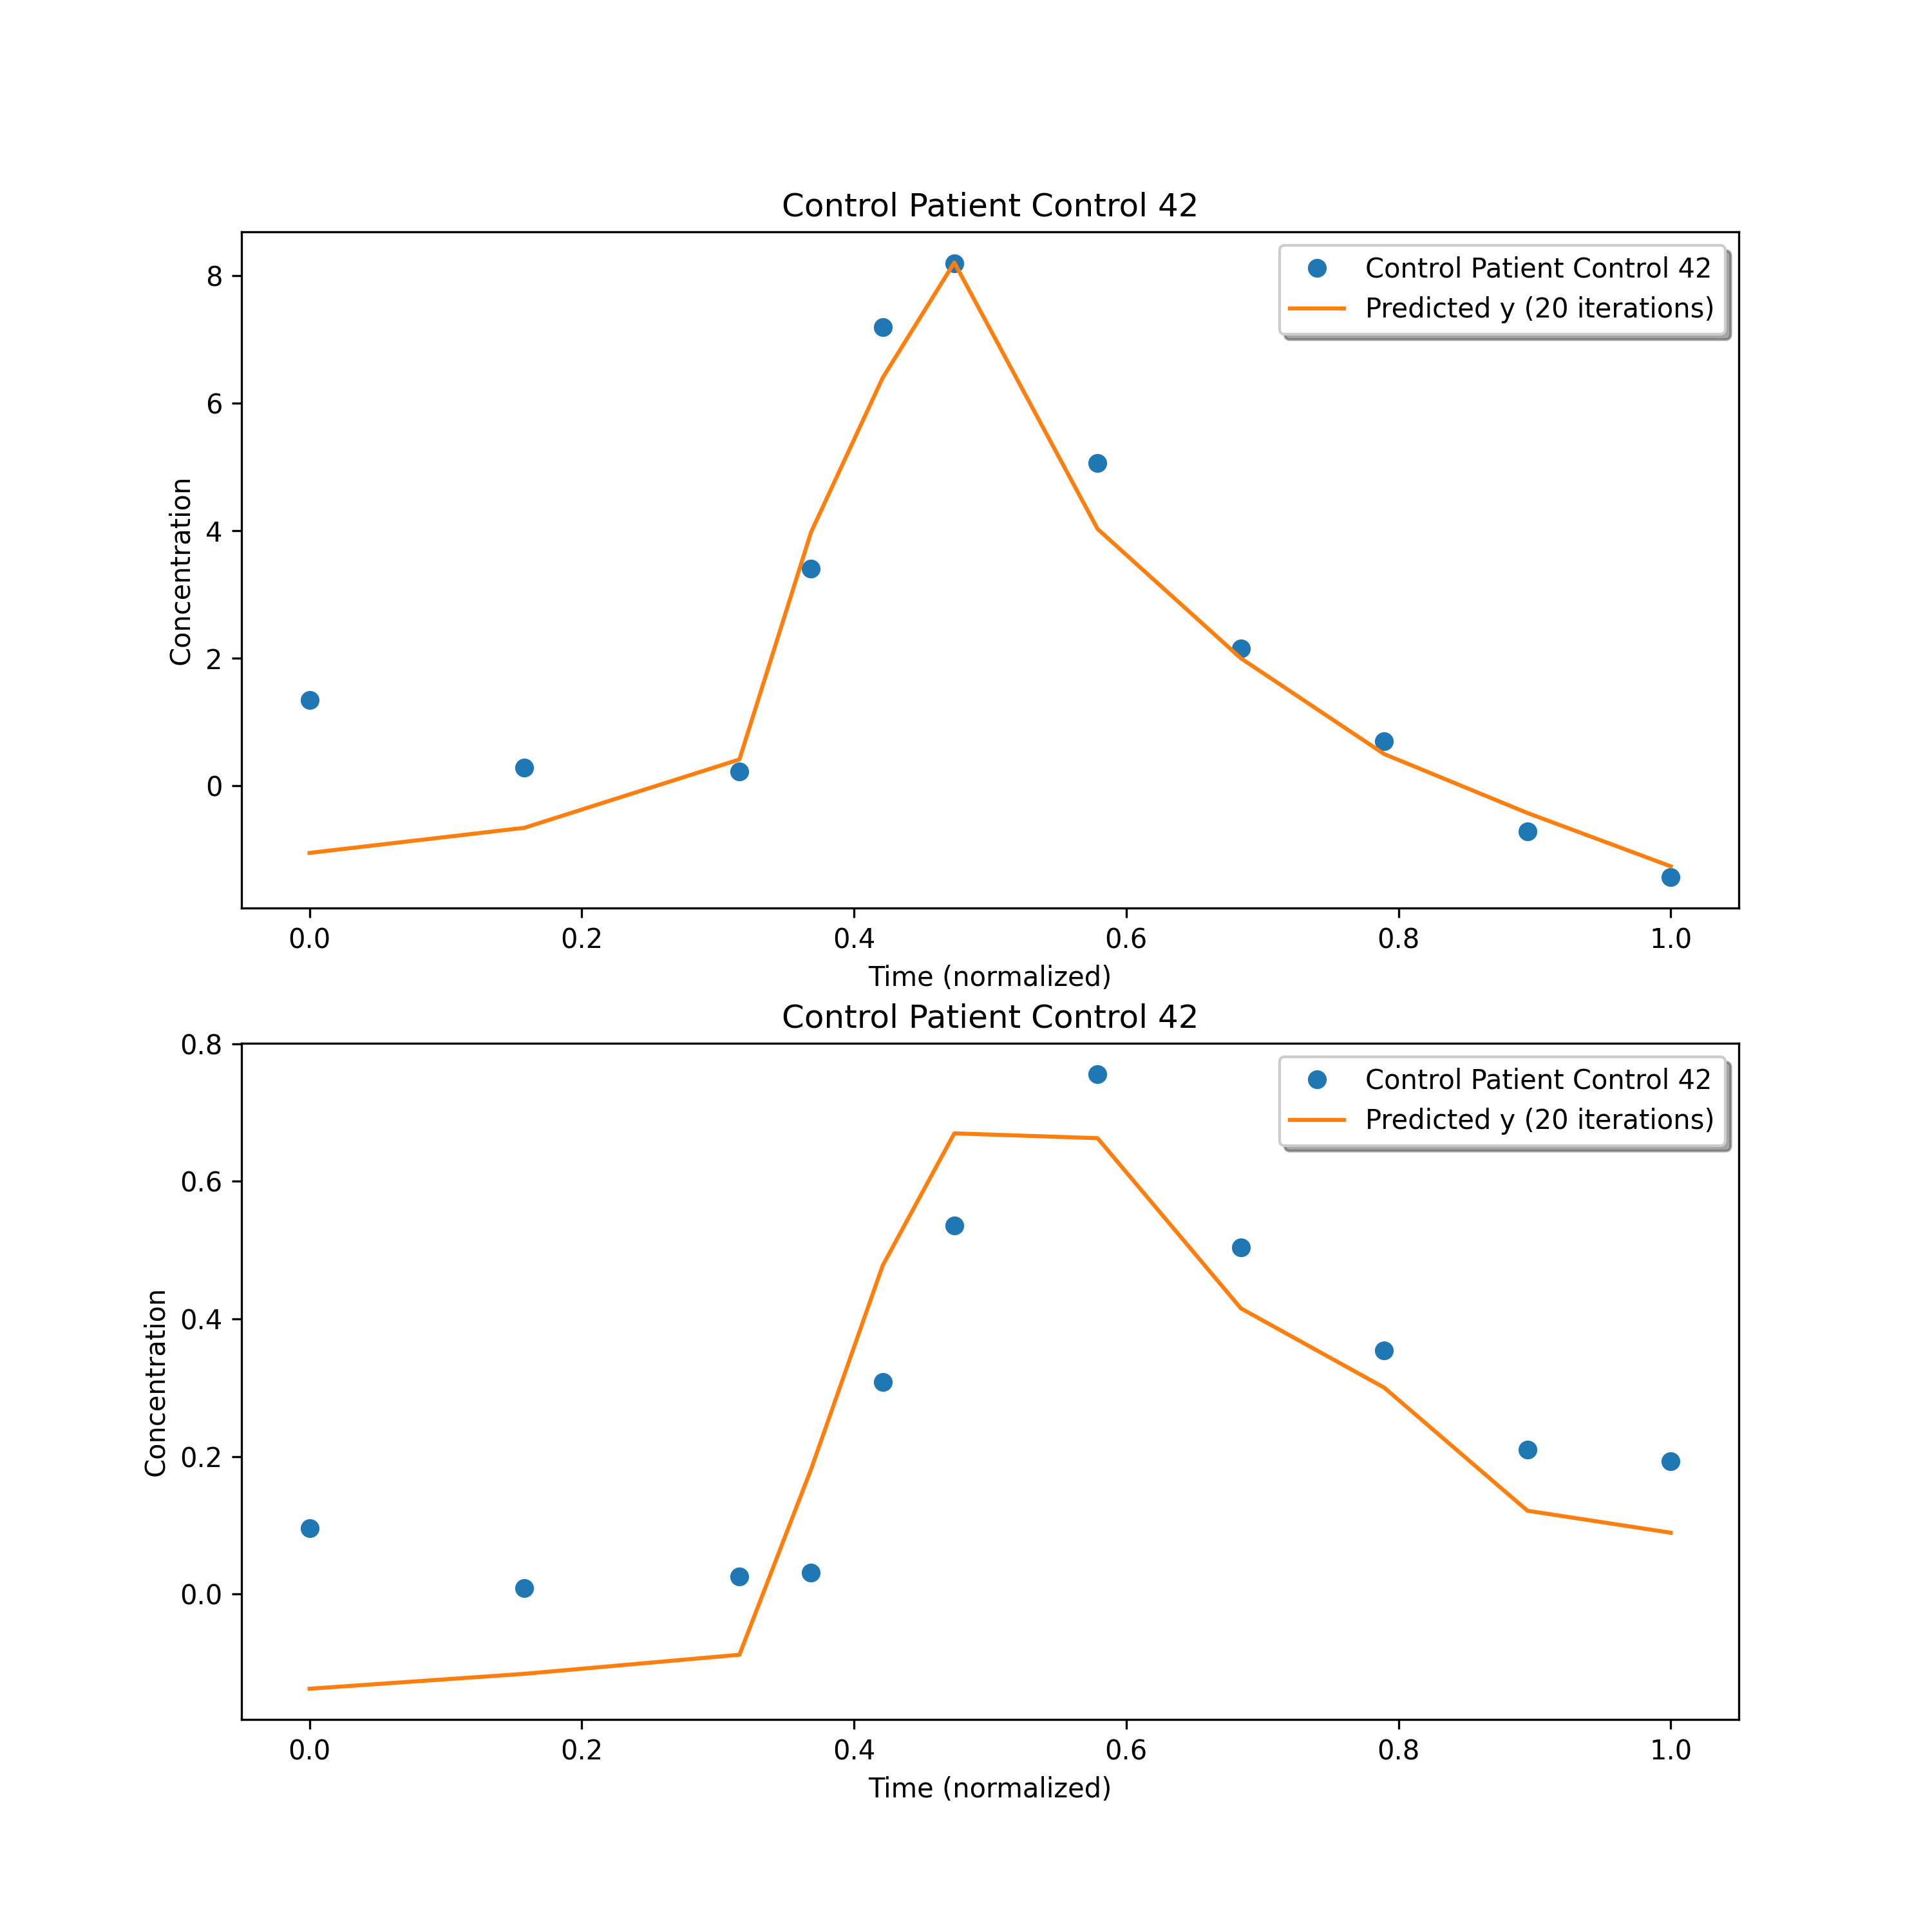 Control Patient Control 42
Control Patient Control 42
Predicted y (20 iterations)
8
6
4
2
0
Concentration
0.0 0.2 0.4 0.6 0.8 1.0
Time (normalized)
Control Patient Control 42
Control Patient Control 42
Predicted y (20 iterations)
0.8
0.6
0.4
0.2
0.0
Concentration
0.0 0.2 0.4 0.6 0.8 1.0
Time (normalized)